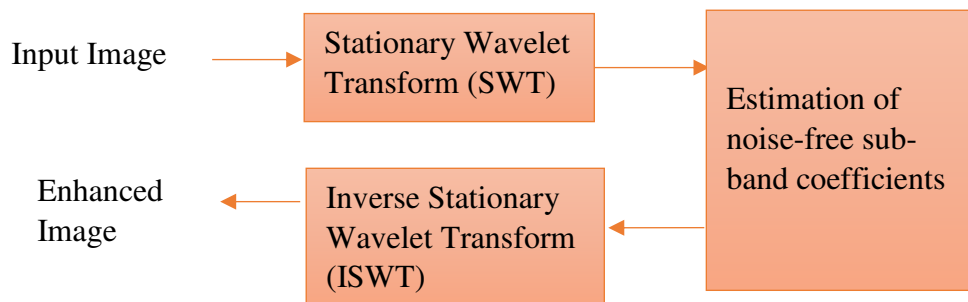 Input Image
Stationary Wavelet
Transform (SWT)
Estimation of
noise-free sub-
band coefficients
Inverse Stationary
Wavelet Transform
(ISWT)
Enhanced
Image